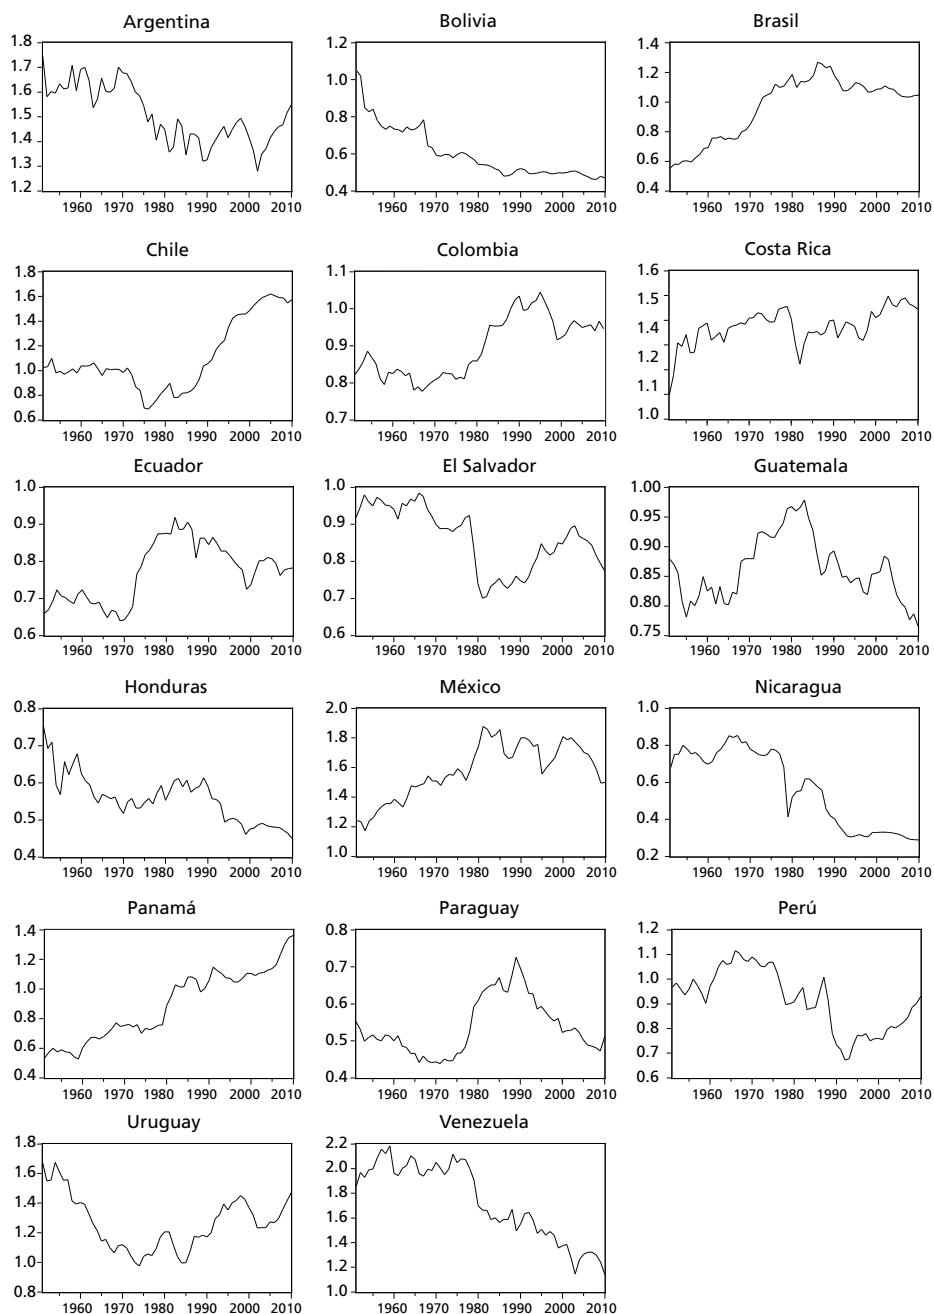 Argentina
1.8
1.7
1.6
1.5
1.4
1.3
1.2
1960 1970 1980 1990 2000 2010
Bolivia
1.2
1.0
0.8
0.6
0.4
1960 1970 1980 1990 2000 2010
Brasil
1.4
1.2
1.0
0.8
0.6
0.4
1960 1970 1980 1990 2000 2010
Chile
1.8
1.6
1.4
1.2
1.0
0.8
0.6
1960 1970 1980 1990 2000 2010
Colombia
1.1
1.0
0.9
0.8
0.7
1960 1970 1980 1990 2000 2010
Costa Rica
1.6
1.5
1.4
1.2
1.1
1.0
1960 1970 1980 1990 2000 2010
Ecuador
1.0
0.9
0.8
0.7
0.6
1960 1970 1980 1990 2000 2010
El Salvador
1.0
0.9
0.8
0.7
0.6
1960 1970 1980 1990 2000 2010
Guatemala
1.00
0.95
0.90
0.85
0.80
0.75
1960 1970 1980 1990 2000 2010
Honduras
0.8
0.7
0.6
0.5
0.4
1960 1970 1980 1990 2000 2010
México
2.0
1.8
1.6
1.4
1.2
1.0
1960 1970 1980 1990 2000 2010
Nicaragua
1.0
0.8
0.6
0.4
0.2
1960 1970 1980 1990 2000 2010
Panamá
1.4
1.2
1.0
0.8
0.6
0.4
1960 1970 1980 1990 2000 2010
Paraguay
0.8
0.7
0.6
0.5
0.4
1960 1970 1980 1990 2000 2010
Perú
1.2
1.1
1.0
0.9
0.8
0.7
0.6
1960 1970 1980 1990 2000 2010
Uruguay
1.8
1.6
1.4
1.2
1.0
0.8
1960 1970 1980 1990 2000 2010
Venezuela
2.2
2.0
1.8
1.6
1.4
1.2
1.0
1960 1970 1980 1990 2000 2010